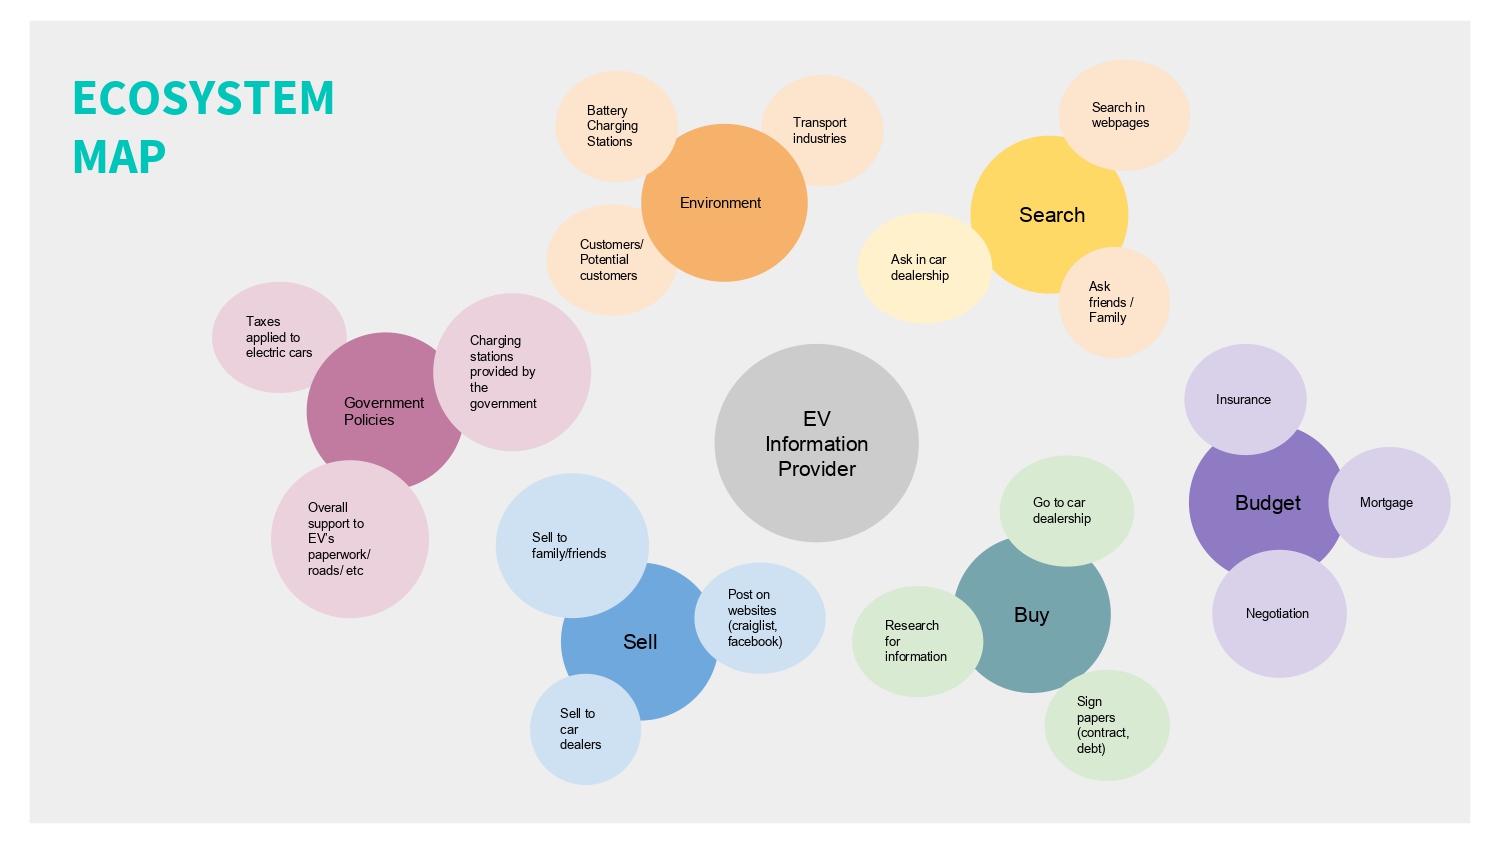 ECOSYSTEM
MAP
Battery
Charging
Stations
Transport
industries
Environment
Customers/
Potential
customers
Search in
webpages
Search
Ask in car
dealership
Ask
friends /
Family
Taxes
applied to
electric cars
Government
Policies
Charging
stations
provided by
the
government
Overall
support to
EV's
paperwork/
roads/ etc
EV
Information
Provider
Insurance
Budget
Mortgage
Negotiation
Sell to
family/friends
Sell
Post on
websites
(craiglist,
facebook)
Sell to
car
dealers
Go to car
dealership
Buy
Research
for
information
Sign
papers
(contract,
debt)